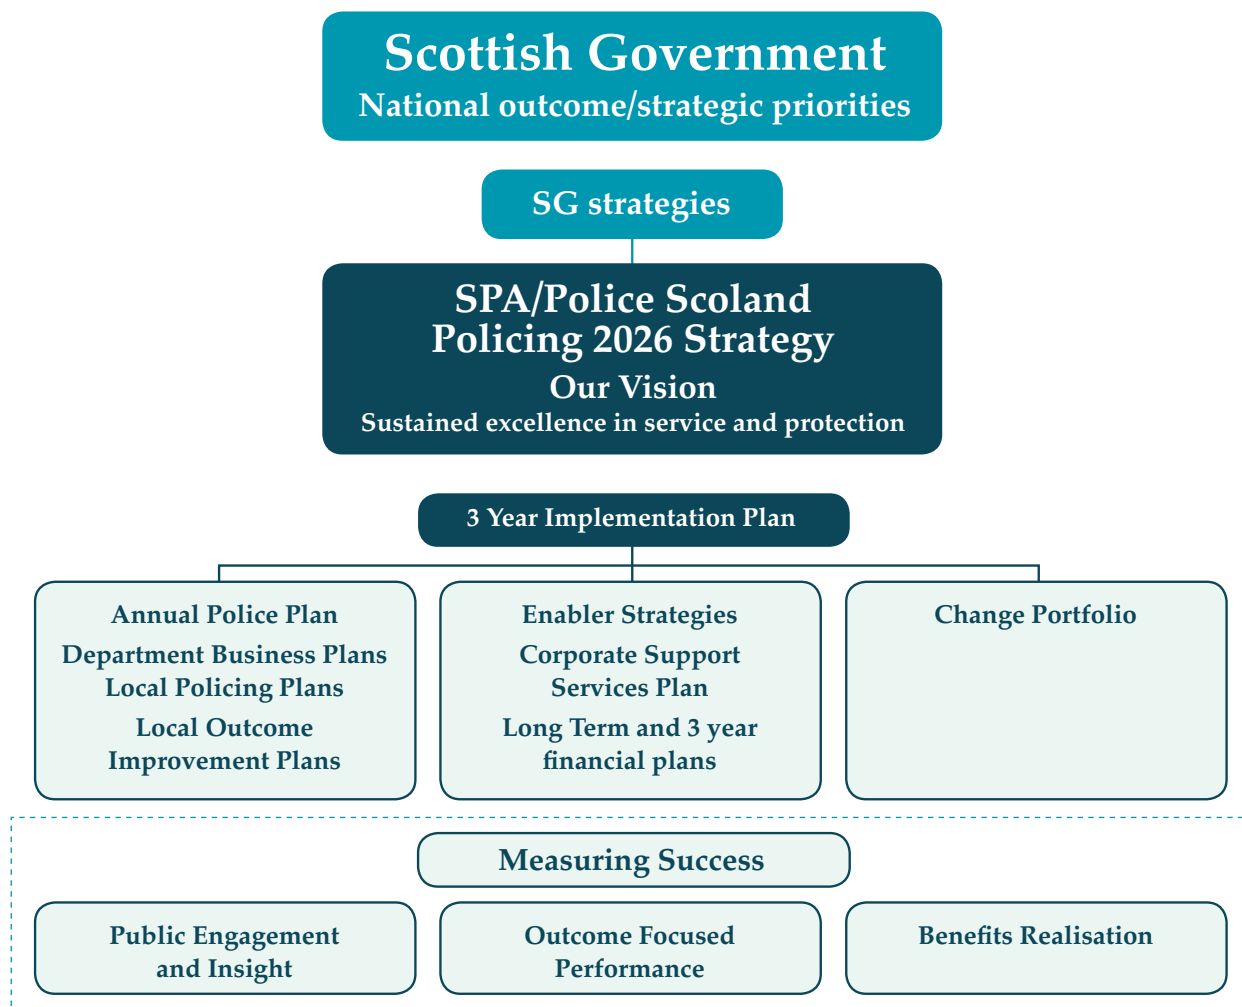 Scottish Government
National outcome/strategic priorities
SG strategies
SPA/Police Scoland
Policing 2026 Strategy
Our Vision
Sustained excellence in service and protection
3 Year Implementation Plan
Annual Police Plan
Department Business Plans
Local Policing Plans
Local Outcome
Improvement Plans
Enabler Strategies
Corporate Support
Services Plan
Long Term and 3 year
financial plans
Change Portfolio
Measuring Success
Public Engagement
and Insight
Outcome Focused
Performance
Benefits Realisation